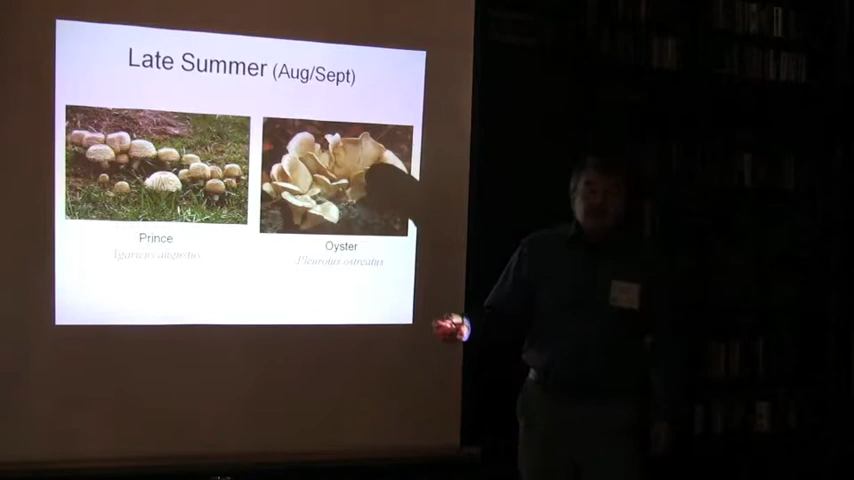 Late Summer (Aug/Sept)
Prince
Agaricus augustus
Oyster
Pleurotus ostreatus